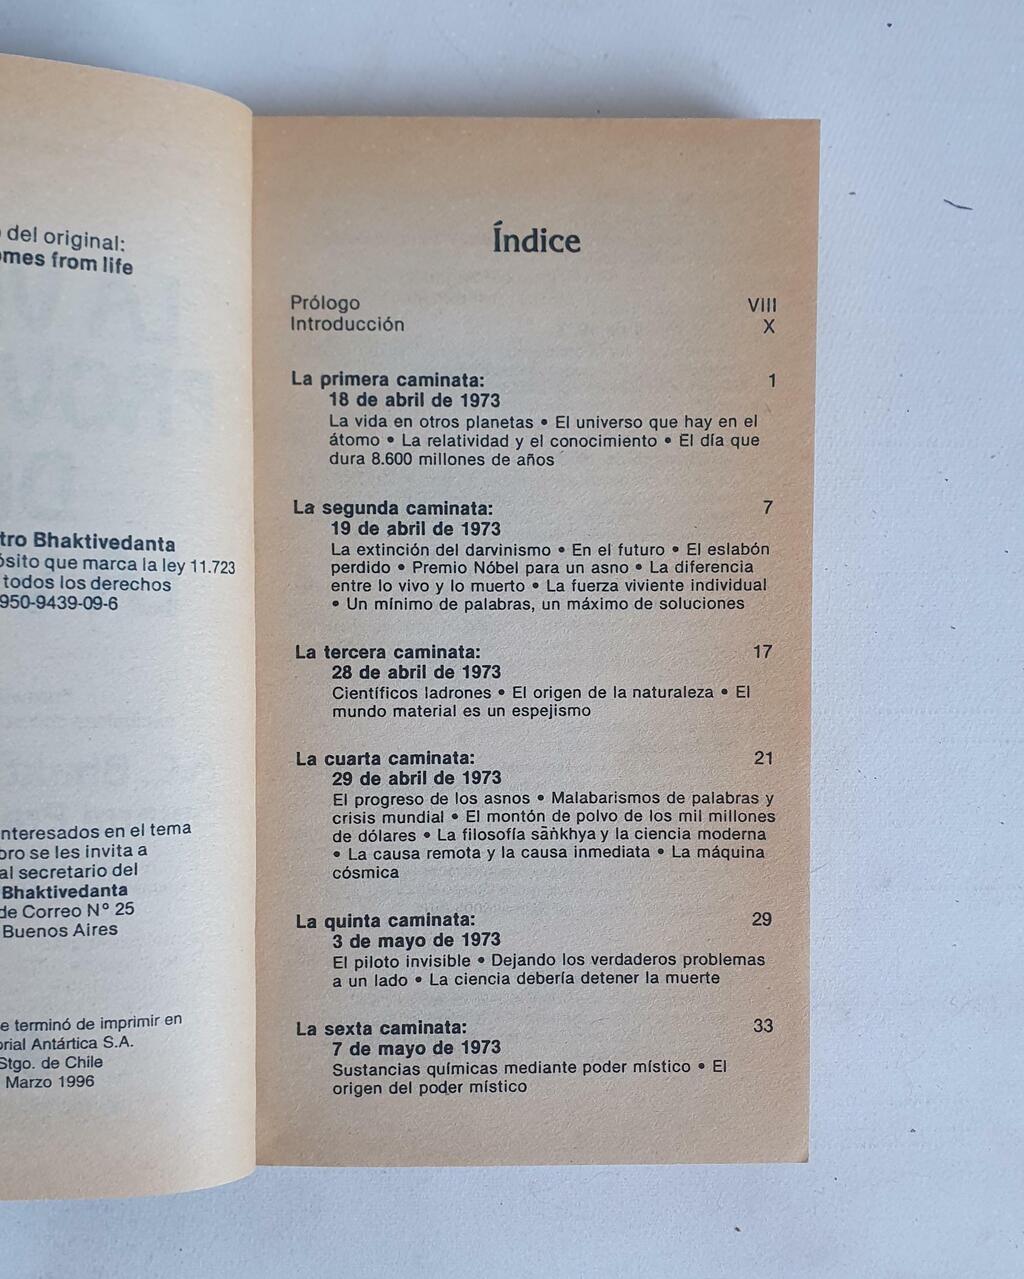 del original:
omes from life
tro Bhaktivedanta
ósito que marca la ley 11.723
todos los derechos
950-9439-09-6
nteresados en el tema
bro se les invita a
al secretario del
Bhaktivedanta
de Correo Nº 25
Buenos Aires
e terminó de imprimir en
orial Antártica S.A.
Stgo. de Chile
Marzo 1996
Índice
Prólogo VIII
Introducción X
La primera caminata: 1
18 de abril de 1973
La vida en otros planetas • El universo que hay en el
átomo • La relatividad y el conocimiento • El día que
dura 8.600 millones de años
La segunda caminata: 7
19 de abril de 1973
La extinción del darvinismo • En el futuro • El eslabón
perdido • Premio Nóbel para un asno • La diferencia
entre lo vivo y lo muerto • La fuerza viviente individual
• Un mínimo de palabras, un máximo de soluciones
La tercera caminata: 17
28 de abril de 1973
Científicos ladrones • El origen de la naturaleza • El
mundo material es un espejismo
La cuarta caminata: 21
29 de abril de 1973
El progreso de los asnos • Malabarismos de palabras y
crisis mundial • El montón de polvo de los mil millones
de dólares • La filosofía sāṅkhya y la ciencia moderna
• La causa remota y la causa inmediata • La máquina
cósmica
La quinta caminata: 29
3 de mayo de 1973
El piloto invisible • Dejando los verdaderos problemas
a un lado • La ciencia debería detener la muerte
La sexta caminata: 33
7 de mayo de 1973
Sustancias químicas mediante poder místico • El
origen del poder místico